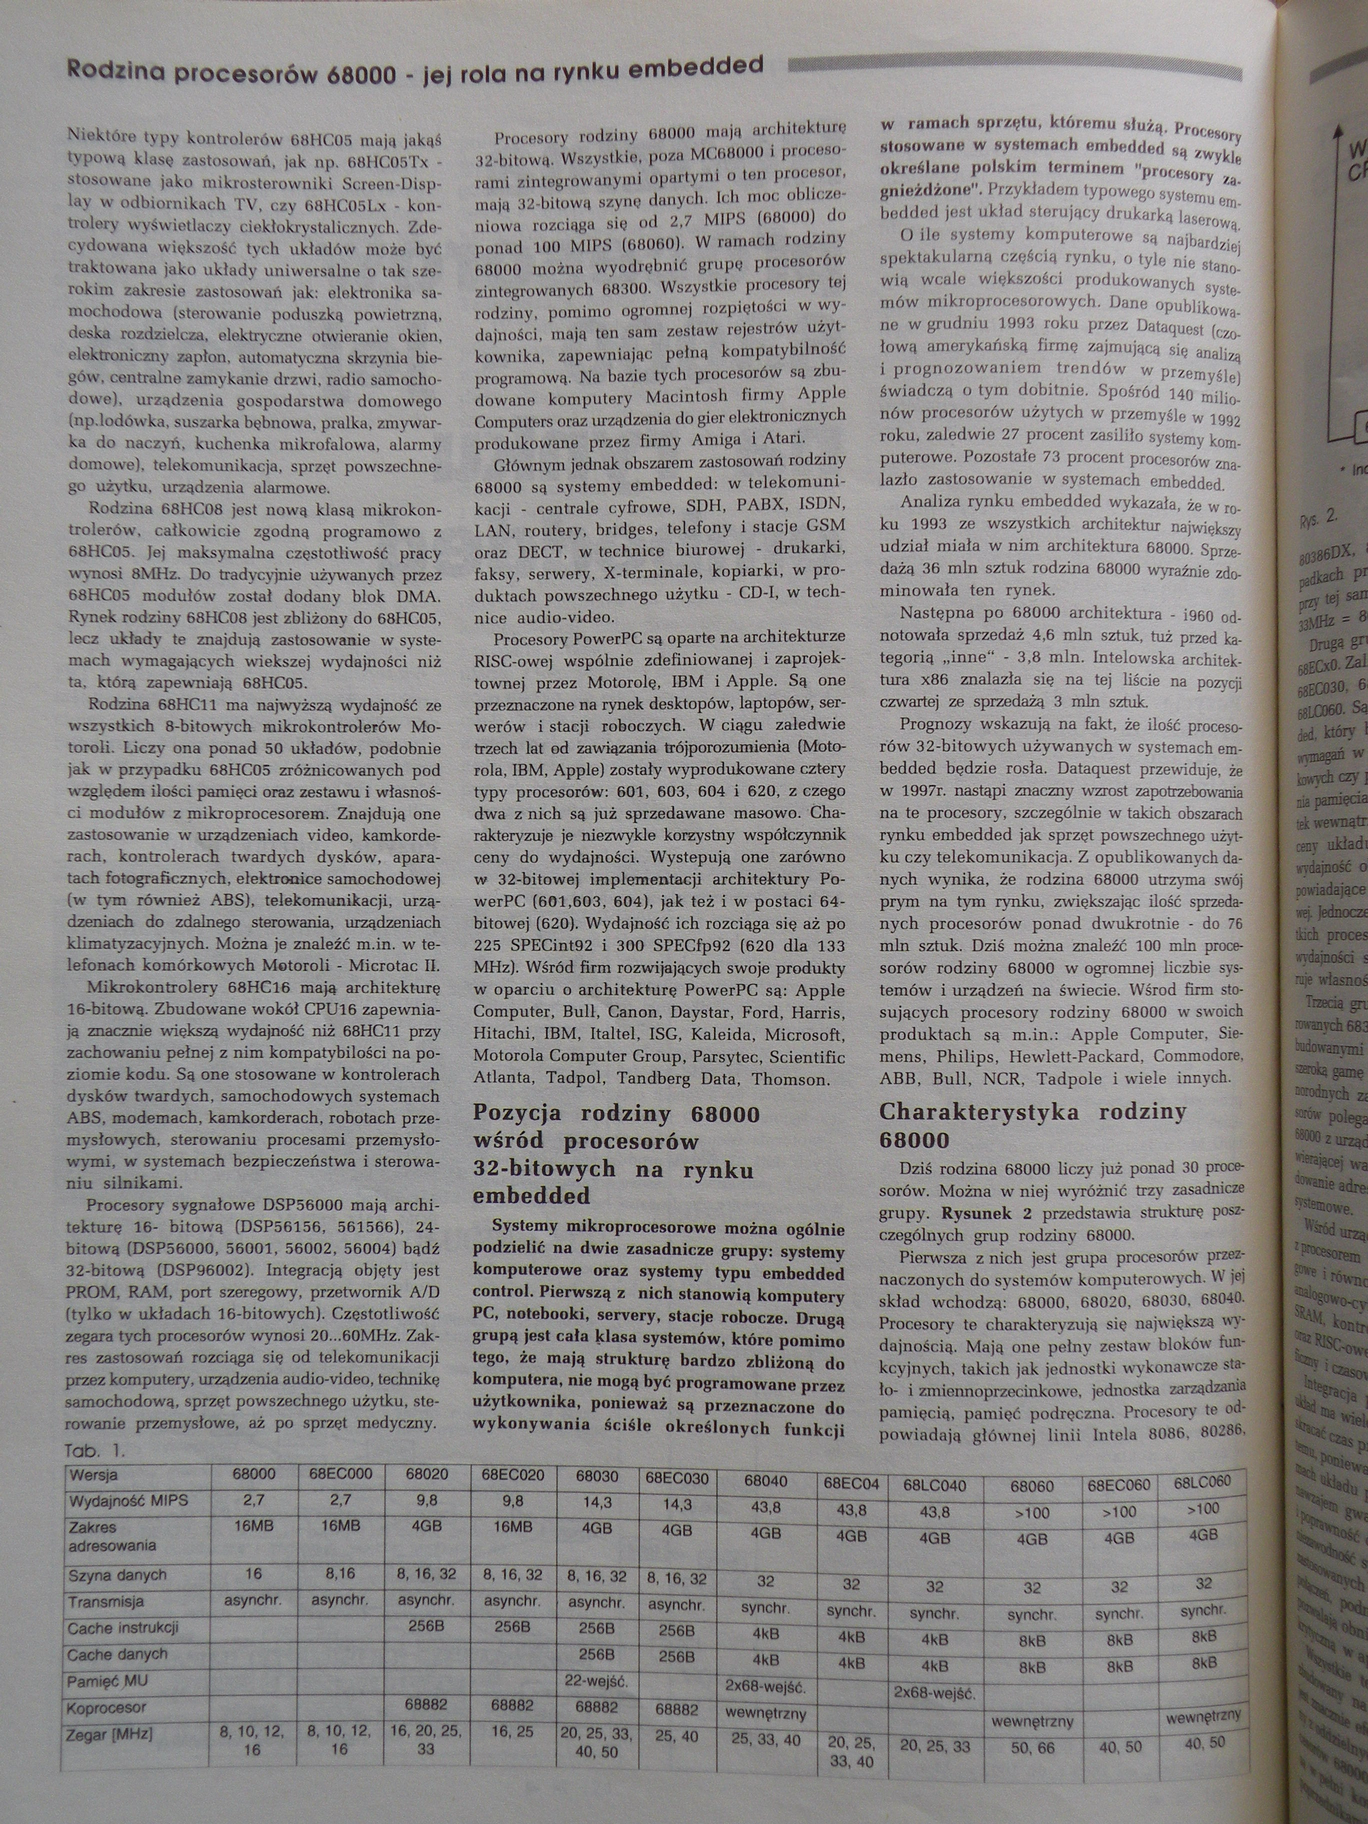 Rodzina procesorów 68000 - jej rola na rynku embedded
Niektóre typy kontrolerów 68HC05 mają jakąś
typową klasę zastosowań, jak np. 68HC05Tx -
stosowane jako mikrosterowniki Screen-Disp-
lay w odbiornikach TV, czy 68HC05Lx - kon-
trolery wyświetlaczy ciekłokrystalicznych. Zde-
cydowana większość tych układów może być
traktowana jako układy uniwersalne o tak sze-
rokim zakresie zastosowań jak: elektronika sa-
mochodowa (sterowanie poduszką powietrzną,
deska rozdzielcza, elektryczne otwieranie okien,
elektroniczny zapłon, automatyczna skrzynia bie-
gów, centralne zamykanie drzwi, radio samocho-
dowe), urządzenia gospodarstwa domowego
(np.lodówka, suszarka bębnowa, pralka, zmywar-
ka do naczyń, kuchenka mikrofalowa, alarmy
domowe), telekomunikacja, sprzęt powszechne-
go użytku, urządzenia alarmowe.
Rodzina 68HC08 jest nową klasą mikrokon-
trolerów, całkowicie zgodną programowo z
68HC05. Jej maksymalna częstotliwość pracy
wynosi 8MHz. Do tradycyjnie używanych przez
68HC05 modułów został dodany blok DMA.
Rynek rodziny 68HC08 jest zbliżony do 68HC05,
lecz układy te znajdują zastosowanie w syste-
mach wymagających wiekszej wydajności niż
ta, którą zapewniają 68HC05.
Rodzina 68HC11 ma najwyższą wydajność ze
wszystkich 8-bitowych mikrokontrolerów Mo-
toroli. Liczy ona ponad 50 układów, podobnie
jak w przypadku 68HC05 zróżnicowanych pod
względem ilości pamięci oraz zestawu i własnoś-
ci modułów z mikroprocesorem. Znajdują one
zastosowanie w urządzeniach video, kamkorde-
rach, kontrolerach twardych dysków, apara-
tach fotograficznych, elektronice samochodowej
(w tym również ABS), telekomunikacji, urzą-
dzeniach do zdalnego sterowania, urządzeniach
klimatyzacyjnych. Można je znaleźć m.in. w te-
lefonach komórkowych Motoroli - Microtac II.
Mikrokontrolery 68HC16 mają architekturę
16-bitową. Zbudowane wokół CPU16 zapewnia-
ją znacznie większą wydajność niż 68HC11 przy
zachowaniu pełnej z nim kompatybilości na po-
ziomie kodu. Są one stosowane w kontrolerach
dysków twardych, samochodowych systemach
ABS, modemach, kamkorderach, robotach prze-
mysłowych, sterowaniu procesami przemysło-
wymi, w systemach bezpieczeństwa i sterowa-
niu silnikami.
Procesory sygnałowe DSP56000 mają archi-
tekturę 16- bitową (DSP56156, 561566), 24-
bitową (DSP56000, 56001, 56002, 56004) bądź
32-bitową (DSP96002). Integracją objęty jest
PROM, RAM, port szeregowy, przetwornik A/D
(tylko w układach 16-bitowych). Częstotliwość
zegara tych procesorów wynosi 20...60MHz. Zak-
res zastosowań rozciąga się od telekomunikacji
przez komputery, urządzenia audio-video, technikę
samochodową, sprzęt powszechnego użytku, ste-
rowanie przemysłowe, aż po sprzęt medyczny.
Procesory rodziny 68000 mają architekturę
32-bitową. Wszystkie, poza MC68000 i proceso-
rami zintegrowanymi opartymi o ten procesor,
mają 32-bitową szynę danych. Ich moc oblicze-
niowa rozciąga się od 2,7 MIPS (68000) do
ponad 100 MIPS (68060). W ramach rodziny
68000 można wyodrębnić grupę procesorów
zintegrowanych 68300. Wszystkie procesory tej
rodziny, pomimo ogromnej rozpiętości w wy-
dajności, mają ten sam zestaw rejestrów użyt-
kownika, zapewniając pełną kompatybilność
programową. Na bazie tych procesorów są zbu-
dowane komputery Macintosh firmy Apple
Computers oraz urządzenia do gier elektronicznych
produkowane przez firmy Amiga i Atari.
Głównym jednak obszarem zastosowań rodziny
68000 są systemy embedded: w telekomuni-
kacji - centrale cyfrowe, SDH, PABX, ISDN,
LAN, routery, bridges, telefony i stacje GSM
oraz DECT, w technice biurowej - drukarki,
faksy, serwery, X-terminale, kopiarki, w pro-
duktach powszechnego użytku - CD-I, w tech-
nice audio-video.
Procesory PowerPC są oparte na architekturze
RISC-owej wspólnie zdefiniowanej i zaprojek-
townej przez Motorolę, IBM i Apple. Są one
przeznaczone na rynek desktopów, laptopów, ser-
werów i stacji roboczych. W ciągu zaledwie
trzech lat od zawiązania trójporozumienia (Moto-
rola, IBM, Apple) zostały wyprodukowane cztery
typy procesorów: 601, 603, 604 i 620, z czego
dwa z nich są już sprzedawane masowo. Cha-
rakteryzuje je niezwykle korzystny współczynnik
ceny do wydajności. Wystepują one zarówno
w 32-bitowej implementacji architektury Po-
werPC (601,603, 604), jak też i w postaci 64-
bitowej (620). Wydajność ich rozciąga się aż po
225 SPECint92 i 300 SPECfp92 (620 dla 133
MHz). Wśród firm rozwijających swoje produkty
w oparciu o architekturę PowerPC są: Apple
Computer, Bull, Canon, Daystar, Ford, Harris,
Hitachi, IBM, Italtel, ISG, Kaleida, Microsoft,
Motorola Computer Group, Parsytec, Scientific
Atlanta, Tadpol, Tandberg Data, Thomson.
Pozycja rodziny 68000
wśród procesorów
32-bitowych na rynku
embedded
Systemy mikroprocesorowe można ogólnie
podzielić na dwie zasadnicze grupy: systemy
komputerowe oraz systemy typu embedded
control. Pierwszą z nich stanowią komputery
PC, notebooki, servery, stacje robocze. Drugą
grupą jest cała klasa systemów, które pomimo
tego, że mają strukturę bardzo zbliżoną do
komputera, nie mogą być programowane przez
użytkownika, ponieważ są przeznaczone do
wykonywania ściśle określonych funkcji
w ramach sprzętu, któremu służą. Procesory
stosowane w systemach embedded są zwykle
określane polskim terminem "procesory za-
gnieżdżone". Przykładem typowego systemu em-
bedded jest układ sterujący drukarką laserową.
O ile systemy komputerowe są najbardziej
spektakularną częścią rynku, o tyle nie stano-
wią wcale większości produkowanych syste-
mów mikroprocesorowych. Dane opublikowa-
ne w grudniu 1993 roku przez Dataquest (czo-
łową amerykańską firmę zajmującą się analizą
i prognozowaniem trendów w przemyśle)
świadczą o tym dobitnie. Spośród 140 milio-
nów procesorów użytych w przemyśle w 1992
roku, zaledwie 27 procent zasiliło systemy kom-
puterowe. Pozostałe 73 procent procesorów zna-
lazło zastosowanie w systemach embedded.
Analiza rynku embedded wykazała, że w ro-
ku 1993 ze wszystkich architektur największy
udział miała w nim architektura 68000. Sprze-
dażą 36 mln sztuk rodzina 68000 wyraźnie zdo-
minowała ten rynek.
Następna po 68000 architektura - i960 od-
notowała sprzedaż 4,6 mln sztuk, tuż przed ka-
tegorią „inne“ - 3,8 mln. Intelowska architek-
tura x86 znalazła się na tej liście na pozycji
czwartej ze sprzedażą 3 mln sztuk.
Prognozy wskazują na fakt, że ilość proceso-
rów 32-bitowych używanych w systemach em-
bedded będzie rosła. Dataquest przewiduje, że
w 1997r. nastąpi znaczny wzrost zapotrzebowania
na te procesory, szczególnie w takich obszarach
rynku embedded jak sprzęt powszechnego użyt-
ku czy telekomunikacja. Z opublikowanych da-
nych wynika, że rodzina 68000 utrzyma swój
prym na tym rynku, zwiększając ilość sprzeda-
nych procesorów ponad dwukrotnie - do 76
mln sztuk. Dziś można znaleźć 100 mln proce-
sorów rodziny 68000 w ogromnej liczbie sys-
temów i urządzeń na świecie. Wśrod firm sto-
sujących procesory rodziny 68000 w swoich
produktach są m.in.: Apple Computer, Sie-
mens, Philips, Hewlett-Packard, Commodore,
ABB, Bull, NCR, Tadpole i wiele innych.
Charakterystyka rodziny
68000
Dziś rodzina 68000 liczy już ponad 30 proce-
sorów. Można w niej wyróżnić trzy zasadnicze
grupy. Rysunek 2 przedstawia strukturę posz-
czególnych grup rodziny 68000.
Pierwsza z nich jest grupa procesorów przez-
naczonych do systemów komputerowych. W jej
skład wchodzą: 68000, 68020, 68030, 68040.
Procesory te charakteryzują się największą wy-
dajnością. Mają one pełny zestaw bloków fun-
kcyjnych, takich jak jednostki wykonawcze sta-
ło- i zmiennoprzecinkowe, jednostka zarządzania
pamięcią, pamięć podręczna. Procesory te od-
powiadają głównej linii Intela 8086, 80286,
Tab. 1.
Wersja 68000 68EC000 68020 68EC020 68030 68EC030 68040 68EC04 68LC040 68060 68EC060 68LC060
Wydajność MIPS 2,7 2,7 9,8 9,8 14,3 14,3 43,8 43,8 43,8 >100 >100 >100
Zakres adresowania 16MB 16MB 4GB 16MB 4GB 4GB 4GB 4GB 4GB 4GB 4GB 4GB
Szyna danych 16 8,16 8, 16, 32 8, 16, 32 8, 16, 32 8, 16, 32 32 32 32 32 32 32
Transmisja asynchr. asynchr. asynchr. asynchr. asynchr. asynchr. synchr. synchr. synchr. synchr. synchr. synchr.
Cache instrukcji 256B 256B 256B 256B 4kB 4kB 4kB 8kB 8kB 8kB
Cache danych 256B 256B 4kB 4kB 4kB 8kB 8kB 8kB
Pamięć MU 22-wejść. 2x68-wejść. 2x68-wejść.
Koprocesor 68882 68882 68882 68882 wewnętrzny wewnętrzny wewnętrzny
Zegar [MHz] 8, 10, 12, 16 8, 10, 12, 16 16, 20, 25, 33 16, 25 20, 25, 33, 40, 50 25, 40 25, 33, 40 20, 25, 33, 40 20, 25, 33 50, 66 40, 50 40, 50
Rys. 2.
80386DX,
padkach
przy tej
33MHz =
Drugą
68ECx0.
68EC030,
68LC060.